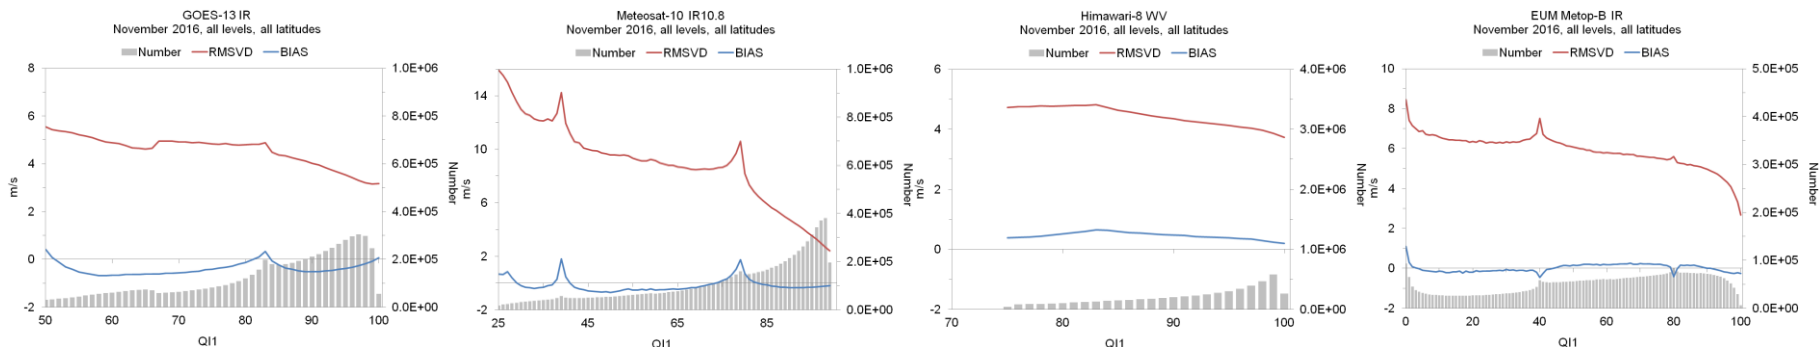 GOES-13 IR
November 2016, all levels, all latitudes
Number RMSVD BIAS
8
6
4
2
0
-2
m/s
1.0E+06
8.0E+05
6.0E+05
4.0E+05
2.0E+05
0.0E+00
Number
50 60 70 80 90 100
QI1
Meteosat-10 IR10.8
November 2016, all levels, all latitudes
Number RMSVD BIAS
14
10
6
2
-2
m/s
1.0E+06
8.0E+05
6.0E+05
4.0E+05
2.0E+05
0.0E+00
Number
25 45 65 85
QI1
Himawari-8 WV
November 2016, all levels, all latitudes
Number RMSVD BIAS
6
4
2
0
-2
4.0E+06
3.0E+06
2.0E+06
1.0E+06
0.0E+00
Number
70 80 90 100
QI1
EUM Metop-B IR
November 2016, all levels, all latitudes
Number RMSVD BIAS
10
8
6
4
2
0
-2
m/s
5.0E+05
4.0E+05
3.0E+05
2.0E+05
1.0E+05
0.0E+00
Number
0 20 40 60 80 100
QI1